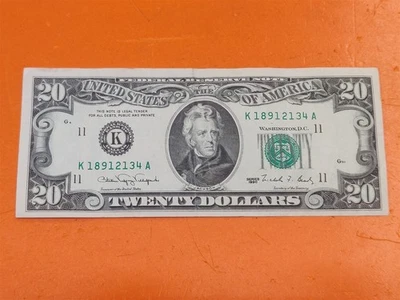 FEDERAL RESERVE NOTE
20 THE UNITED STATES OF AMERICA 20
THIS NOTE IS LEGAL TENDER
FOR ALL DEBTS, PUBLIC AND PRIVATE
K 18912134 A
WASHINGTON, D.C.
11 11
K
K 18912134 A
11 11
SERIES
20 TWENTY DOLLARS 20